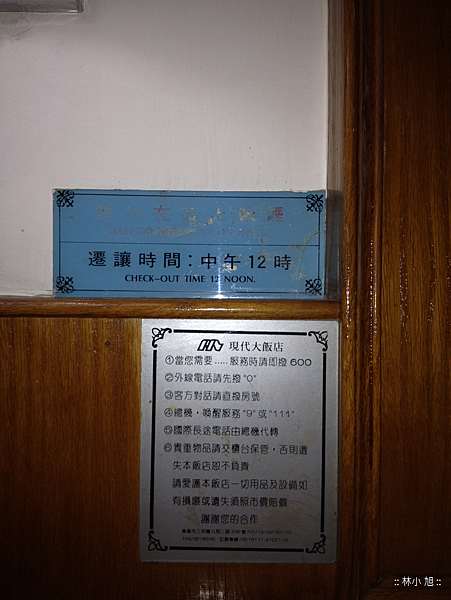 遷讓時間：中午12時
CHECK-OUT TIME 12 NOON.
現代大飯店
①當您需要.....服務時請即撥600
②外線電話請先撥"0"
③客方對話請直撥房號
④總機，喚醒服務"9"或"111"
⑤國際長途電話由總機代轉
⑥貴重物品請交櫃台保管，否則遺
失本飯店恕不負責
請愛護本飯店一切用品及設備如
有損壞或遺失須照市價賠償
謝謝您的合作
::林小旭::